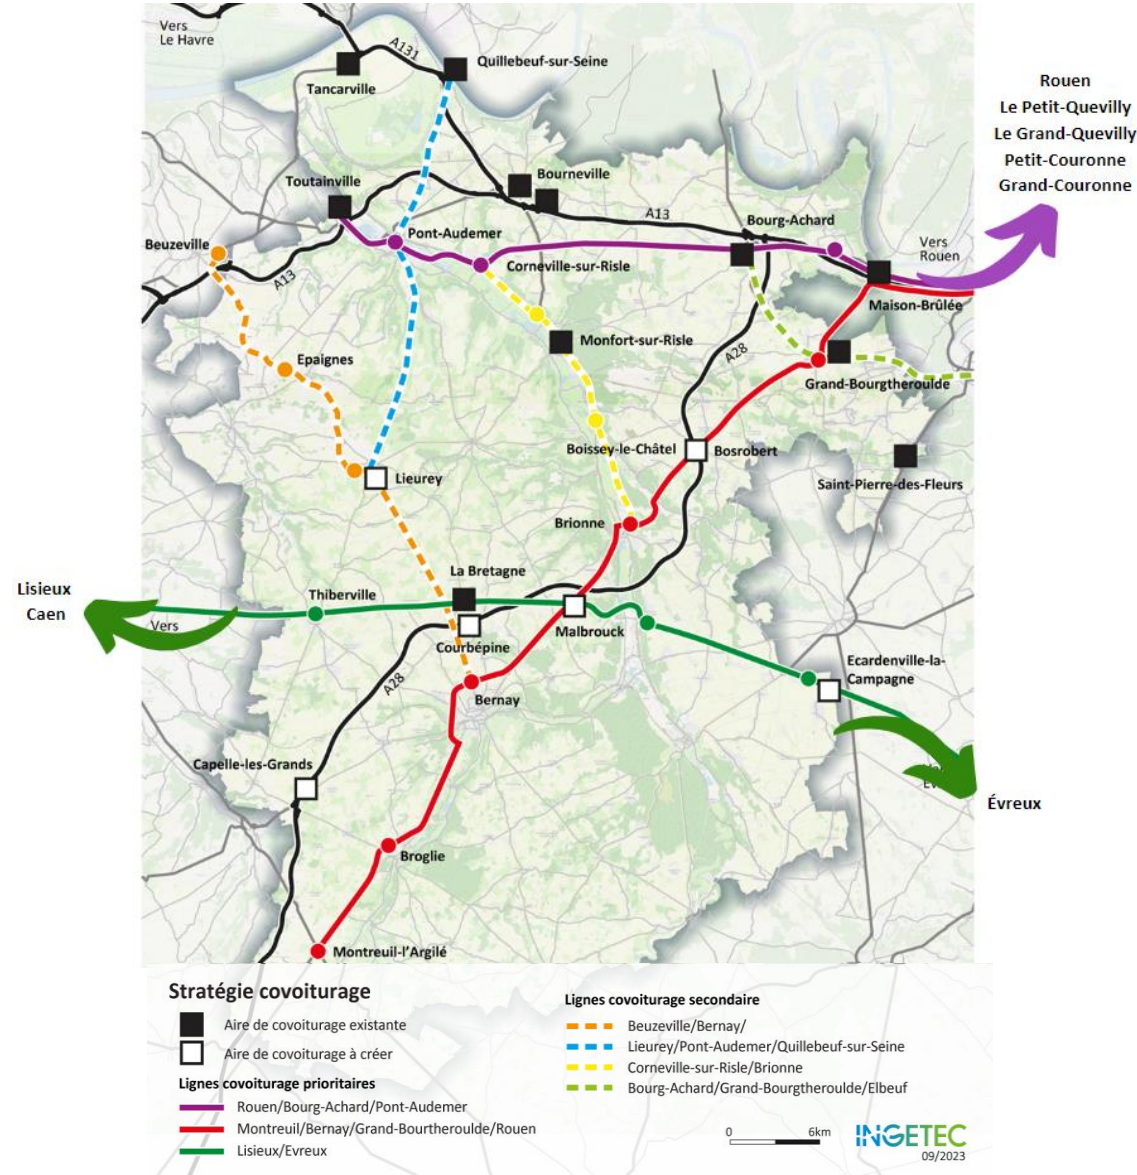 Vers
Le Havre
A131
Quillebeuf-sur-Seine
Tancarville
Rouen
Le Petit-Quevilly
Le Grand-Quevilly
Petit-Couronne
Grand-Couronne
Toutainville
Bourneville
A13
Bourg-Achard
Beuzeville
Pont-Audemer
Vers
Rouen
Corneville-sur-Risle
A13
Maison-Brûlée
Monfort-sur-Risle
A28
Epaignes
Grand-Bourgtheroulde
Boissey-le-Châtel
Bosrobert
Lieurey
Saint-Pierre-des-Fleurs
Brionne
La Bretagne
Lisieux
Caen
Thiberville
Vers
Malbrouck
Courbépine
Ecardenville-la-
Campagne
A28
Bernay
Capelle-les-Grands
Évreux
Broglie
Montreuil-l'Argilé
Stratégie covoiturage
Aire de covoiturage existante
Aire de covoiturage à créer
Lignes covoiturage prioritaires
Rouen/Bourg-Achard/Pont-Audemer
Montreuil/Bernay/Grand-Bourtheroulde/Rouen
Lisieux/Evreux
Lignes covoiturage secondaire
Beuzeville/Bernay/
Lieurey/Pont-Audemer/Quillebeuf-sur-Seine
Corneville-sur-Risle/Brionne
Bourg-Achard/Grand-Bourgtheroulde/Elbeuf
0 6km
INGETEC
09/2023